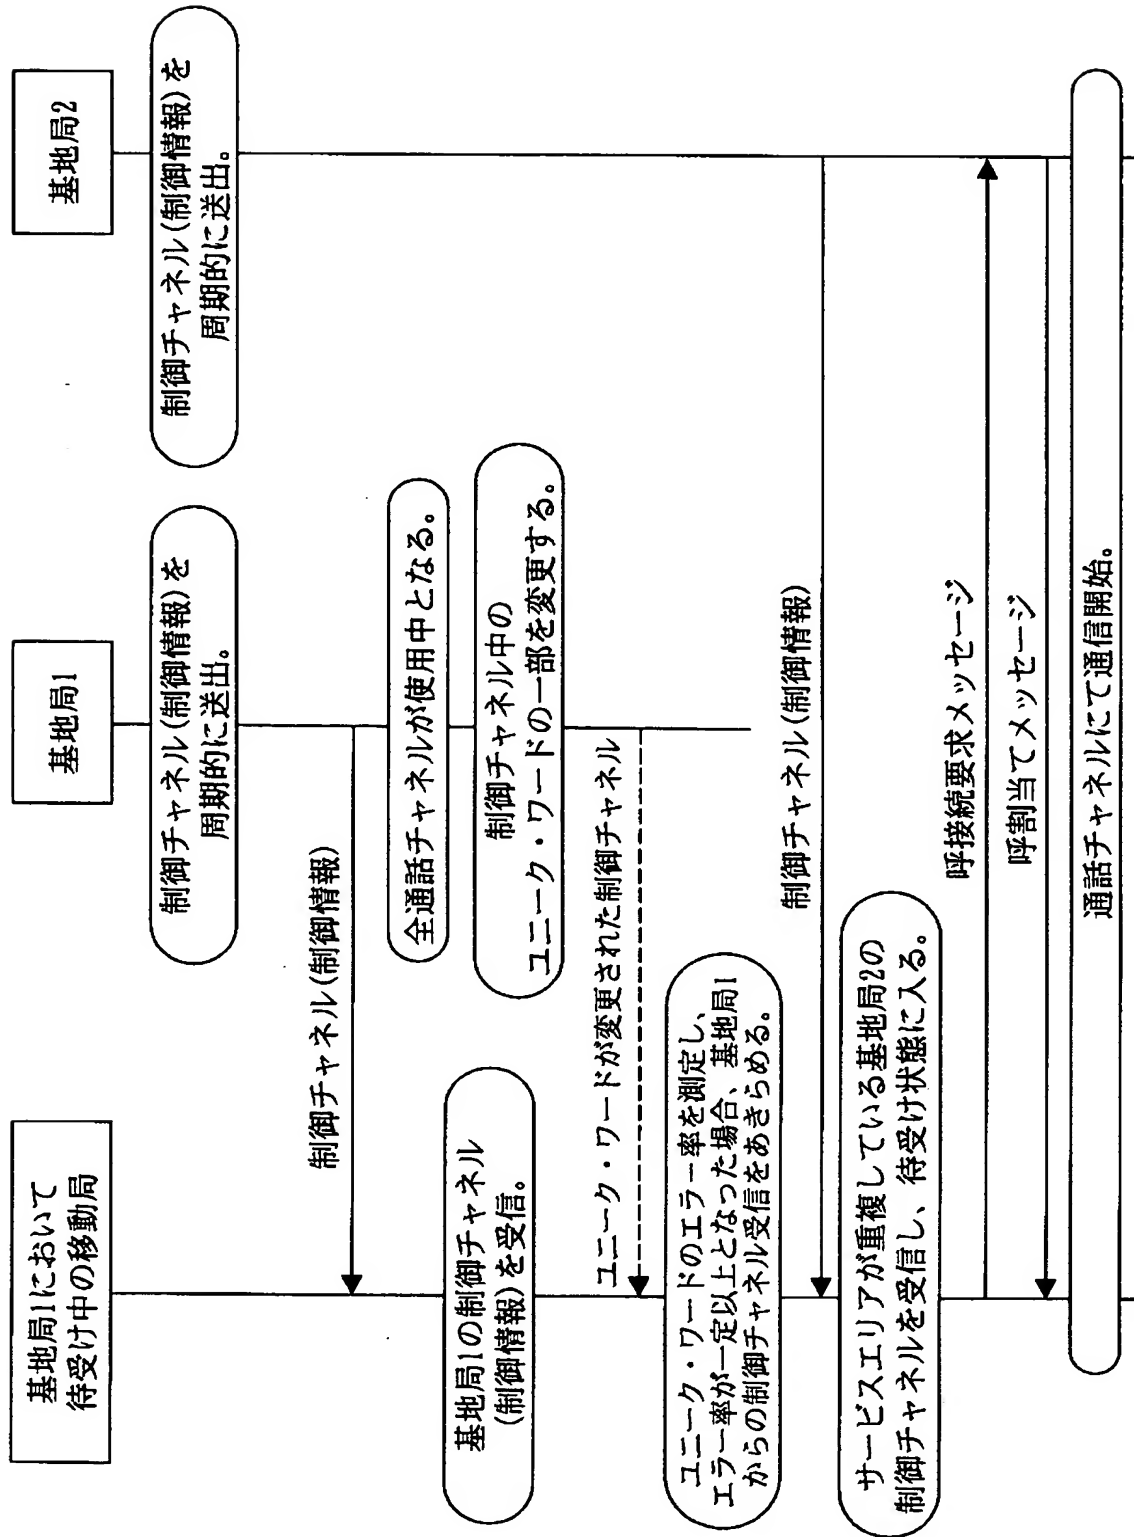 基地局1において
待受け中の移動局
基地局1
基地局2
制御チャネル(制御情報)を
周期的に送出。
制御チャネル(制御情報)を
周期的に送出。
制御チャネル(制御情報)
全通話チャネルが使用中となる。
基地局1の制御チャネル
(制御情報)を受信。
制御チャネル中の
ユニーク・ワードの一部を変更する。
ユニーク・ワードが変更された制御チャネル
ユニーク・ワードのエラー率を測定し、
エラー率が一定以上となった場合、基地局1
からの制御チャネル受信をあきらめる。
制御チャネル(制御情報)
サービスエリアが重複している基地局2の
制御チャネルを受信し、待受け状態に入る。
呼接続要求メッセージ
呼割当てメッセージ
通話チャネルにて通信開始。